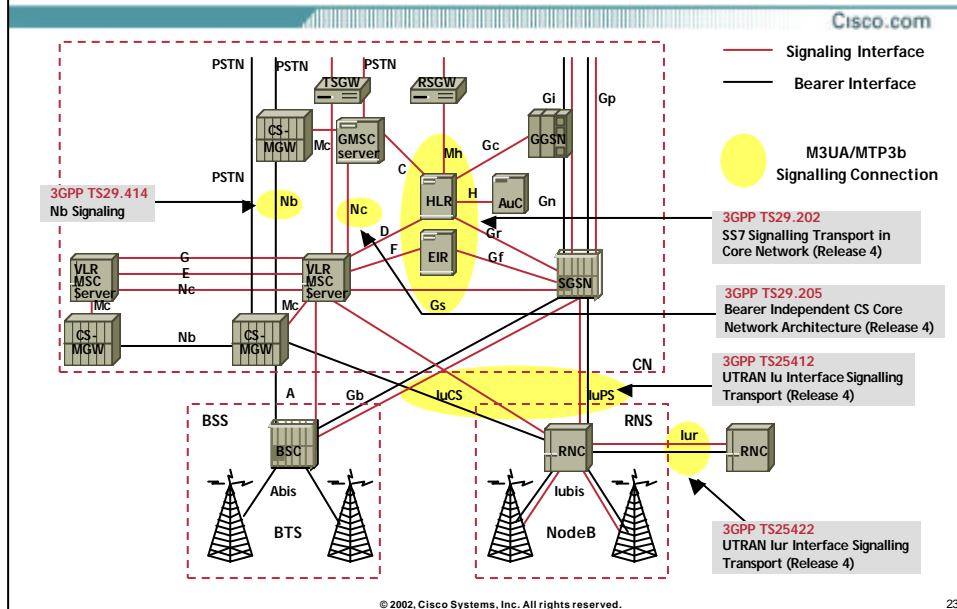 Cisco.com
Signaling Interface
Bearer Interface
M3UA/MTP3b
Signalling Connection
PSTN
PSTN
PSTN
TSGW
RSGW
Gi
Gp
CS-
MGW
Mc
GMSC
server
GGSN
C
Mh
Gc
PSTN
3GPP TS29.414
Nb Signaling
Nb
Nc
HLR
H
AuC
Gn
3GPP TS29.202
SS7 Signalling Transport in
Core Network (Release 4)
D
F
EIR
Gr
Gf
SGSN
VLR
MSC
Server
G
E
Nc
VLR
MSC
Server
Gs
3GPP TS29.205
Bearer Independent CS Core
Network Architecture (Release 4)
Mc
CS-
MGW
Nb
Mc
CS-
MGW
CN
3GPP TS25412
UTRAN Iu Interface Signalling
Transport (Release 4)
A
Gb
IuCS
IuPS
BSS
RNS
BSC
RNC
Iur
RNC
Abis
Iubis
BTS
NodeB
3GPP TS25422
UTRAN Iur Interface Signalling
Transport (Release 4)
© 2002, Cisco Systems, Inc. All rights reserved.
23